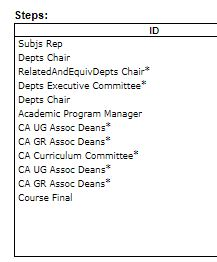 Steps:
ID
Subjs Rep
Depts Chair
RelatedAndEquivDepts Chair*
Depts Executive Committee*
Depts Chair
Academic Program Manager
CA UG Assoc Deans*
CA GR Assoc Deans*
CA Curriculum Committee*
CA UG Assoc Deans*
CA GR Assoc Deans*
Course Final